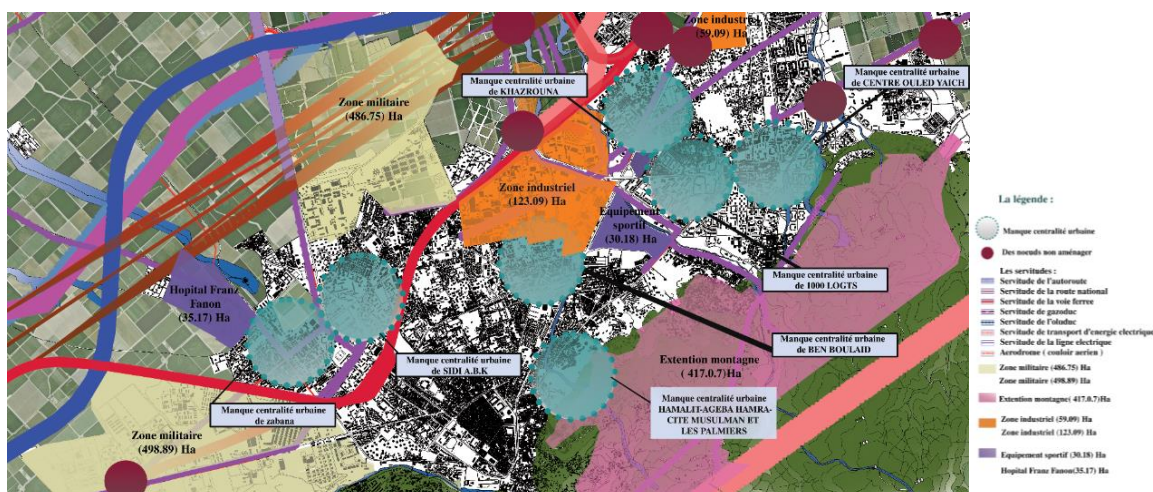 Zone industriel
(59.09) Ha
Manque centralité urbaine
de KHAZROUNA
Manque centralité urbaine
de CENTRE OULED YAICH
Zone militaire
(486.75) Ha
Zone industriel
(123.09) Ha
Equipement
sportif
(30.18) Ha
Manque centralité urbaine
de 1000 LOGTS
Hopital Franz
Fanon
(35.17) Ha
Manque centralité urbaine
de BEN BOULAID
Manque centralité urbaine
de SIDI A.B.K
Extention montagne
( 417.0.7)Ha
Manque centralité urbaine
HAMALIT-AGEBA HAMRA-
CITE MUSULMAN ET
LES PALMIERS
Manque centralité urbaine
de zabana
Zone militaire
(498.89) Ha
La légende :
Manque centralité urbaine
Des noeuds non aménager
Les servitudes :
Servitude de l'autoroute
Servitude de la route national
Servitude de la voie ferree
Servitude de gazoduc
Servitude de l'oluduc
Servitude de transport d'energie electrique
Servitude de la ligne electrique
Aerodrome ( couloir aerien )
Zone militaire (486.75) Ha
Zone militaire (498.89) Ha
Extention montagne( 417.0.7) Ha
Zone industriel (59.09) Ha
Zone industriel (123.09) Ha
Equipement sportif (30.18) Ha
Hopital Franz Fanon(35.17) Ha